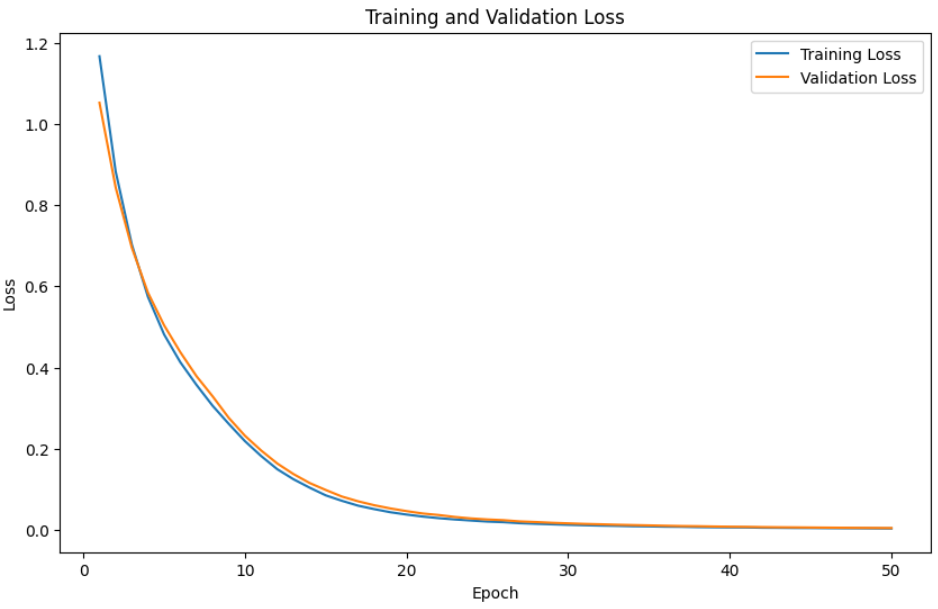 Training and Validation Loss
Training Loss
Validation Loss
1.2
1.0
0.8
0.6
0.4
0.2
0.0
Loss
0 10 20 30 40 50
Epoch